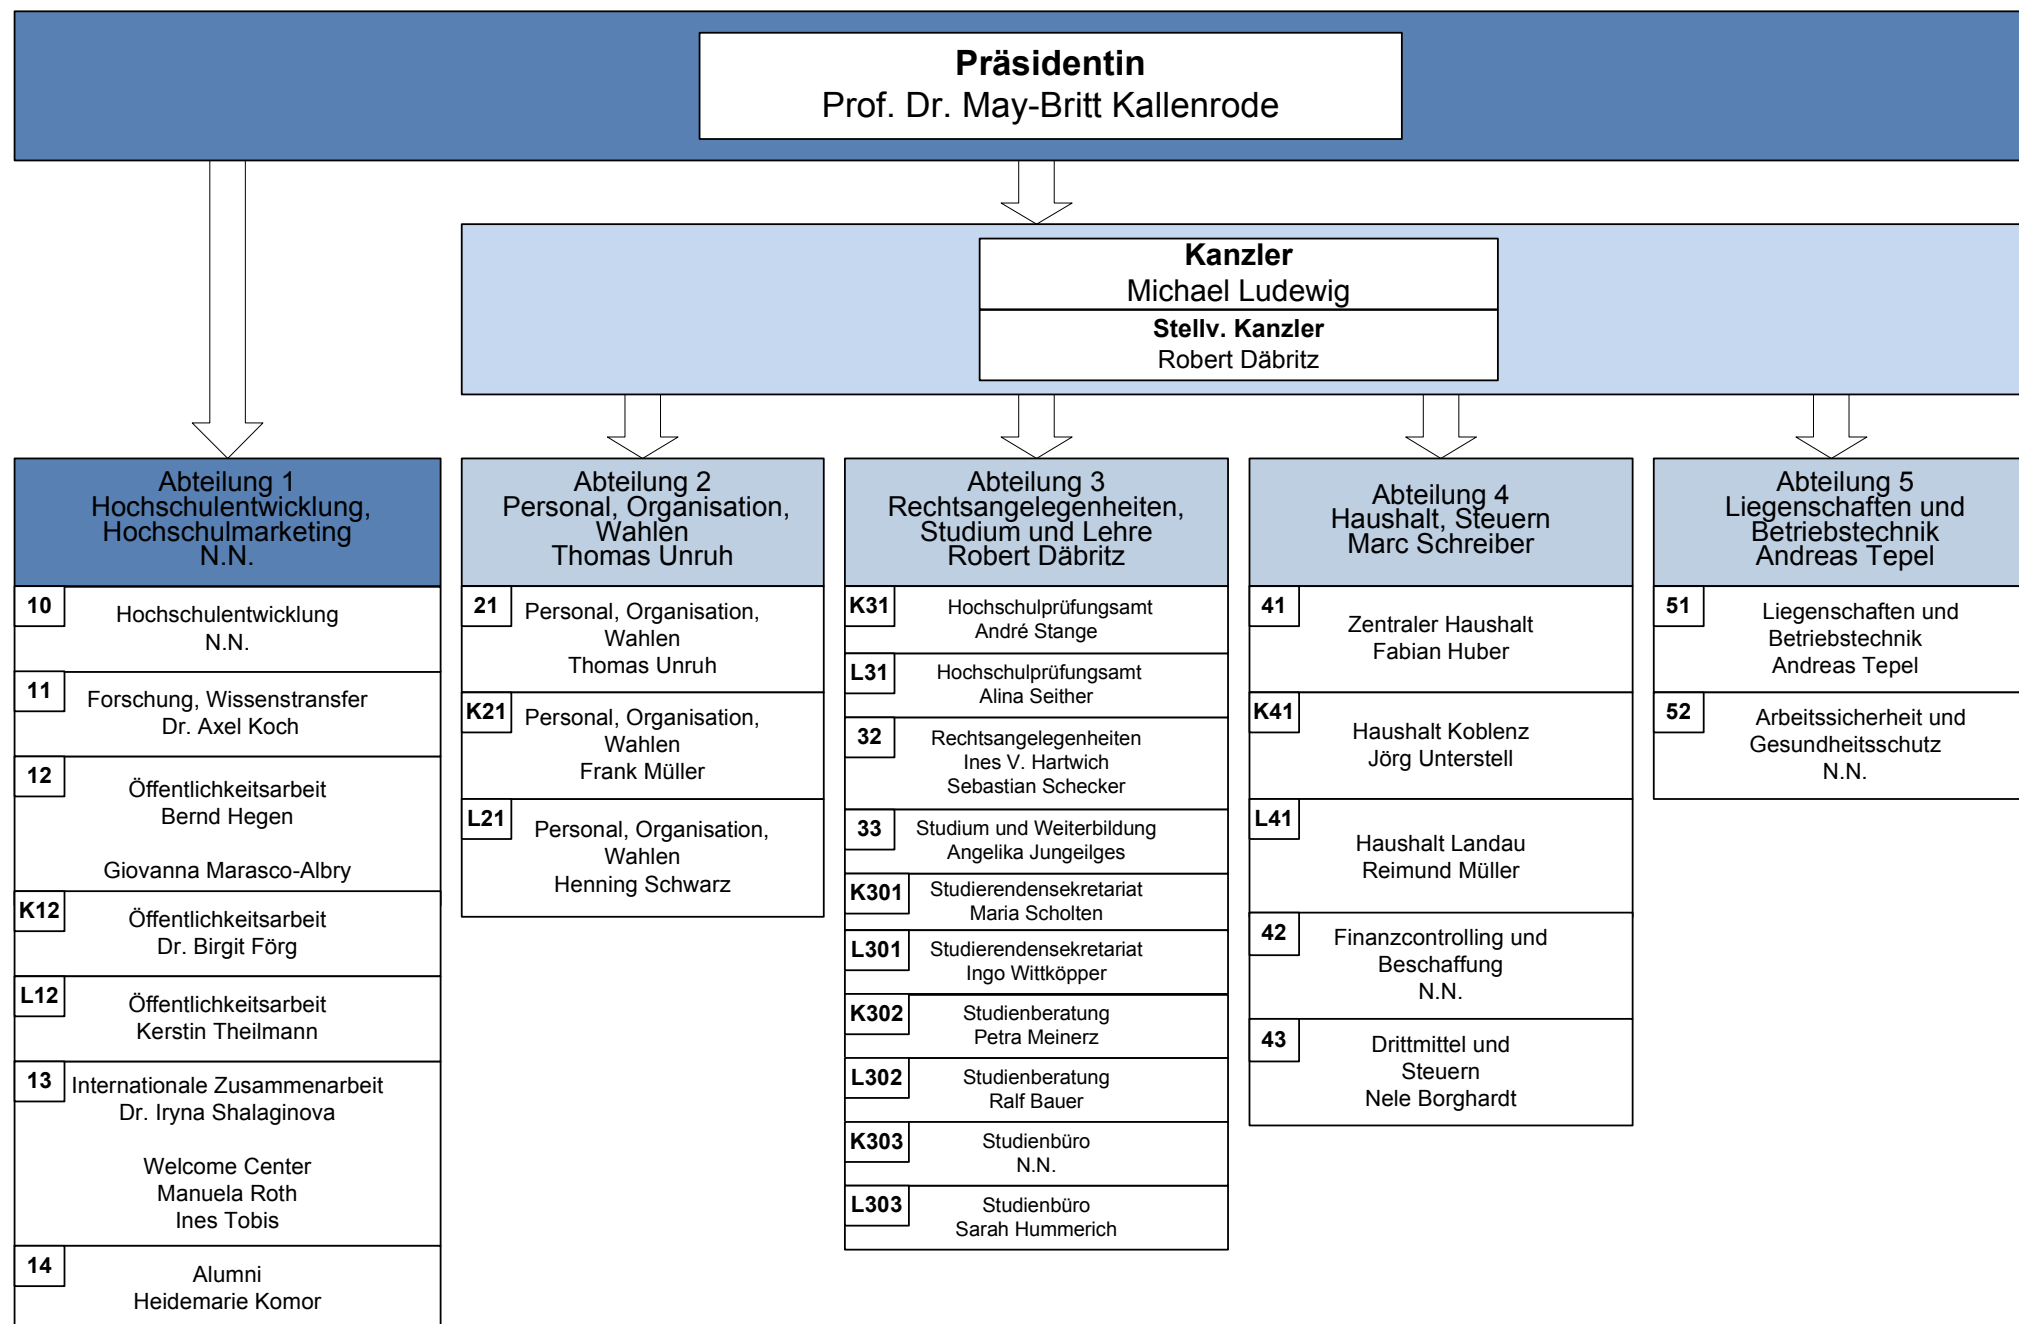 Präsidentin
Prof. Dr. May-Britt Kallenrode
Kanzler
Michael Ludewig
Stellv. Kanzler
Robert Däbritz
Abteilung 1
Hochschulentwicklung,
Hochschulmarketing
N.N.
10
Hochschulentwicklung
N.N.
11
Forschung, Wissenstransfer
Dr. Axel Koch
12
Öffentlichkeitsarbeit
Bernd Hegen
Giovanna Marasco-Albry
K12
Öffentlichkeitsarbeit
Dr. Birgit Förg
L12
Öffentlichkeitsarbeit
Kerstin Theilmann
13
Internationale Zusammenarbeit
Dr. Iryna Shalaginova
Welcome Center
Manuela Roth
Ines Tobis
14
Alumni
Heidemarie Komor
Abteilung 2
Personal, Organisation,
Wahlen
Thomas Unruh
21
Personal, Organisation,
Wahlen
Thomas Unruh
K21
Personal, Organisation,
Wahlen
Frank Müller
L21
Personal, Organisation,
Wahlen
Henning Schwarz
Abteilung 3
Rechtsangelegenheiten,
Studium und Lehre
Robert Däbritz
K31
Hochschulprüfungsamt
André Stange
L31
Hochschulprüfungsamt
Alina Seither
32
Rechtsangelegenheiten
Ines V. Hartwich
Sebastian Schecker
33
Studium und Weiterbildung
Angelika Jungeilges
K301
Studierendensekretariat
Maria Scholten
L301
Studierendensekretariat
Ingo Wittköpper
K302
Studienberatung
Petra Meinerz
L302
Studienberatung
Ralf Bauer
K303
Studienbüro
N.N.
L303
Studienbüro
Sarah Hummerich
Abteilung 4
Haushalt, Steuern
Marc Schreiber
41
Zentraler Haushalt
Fabian Huber
K41
Haushalt Koblenz
Jörg Unterstell
L41
Haushalt Landau
Reimund Müller
42
Finanzcontrolling und
Beschaffung
N.N.
43
Drittmittel und
Steuern
Nele Borghardt
Abteilung 5
Liegenschaften und
Betriebstechnik
Andreas Tepel
51
Liegenschaften und
Betriebstechnik
Andreas Tepel
52
Arbeitssicherheit und
Gesundheitsschutz
N.N.